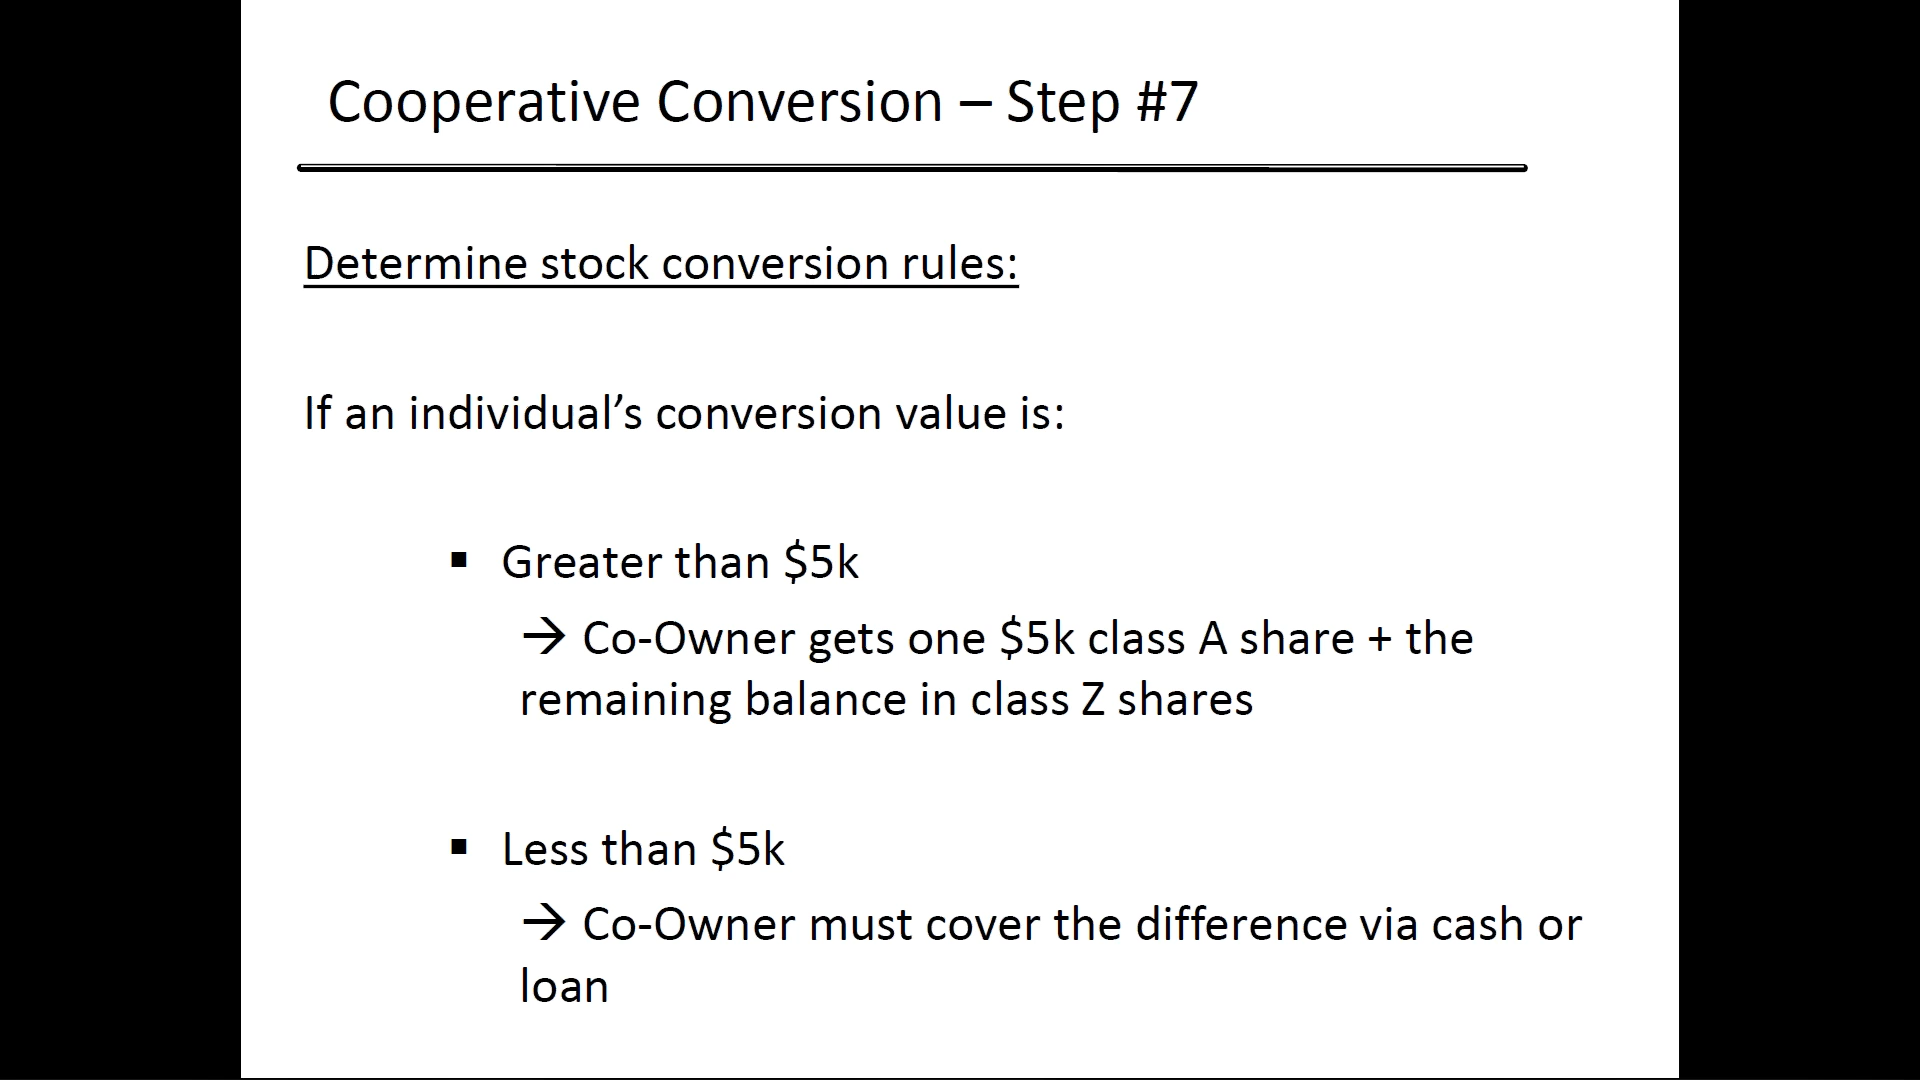 Cooperative Conversion – Step #7
Determine stock conversion rules:
If an individual’s conversion value is:
▪ Greater than $5k
→ Co-Owner gets one $5k class A share + the
remaining balance in class Z shares
▪ Less than $5k
→ Co-Owner must cover the difference via cash or
loan